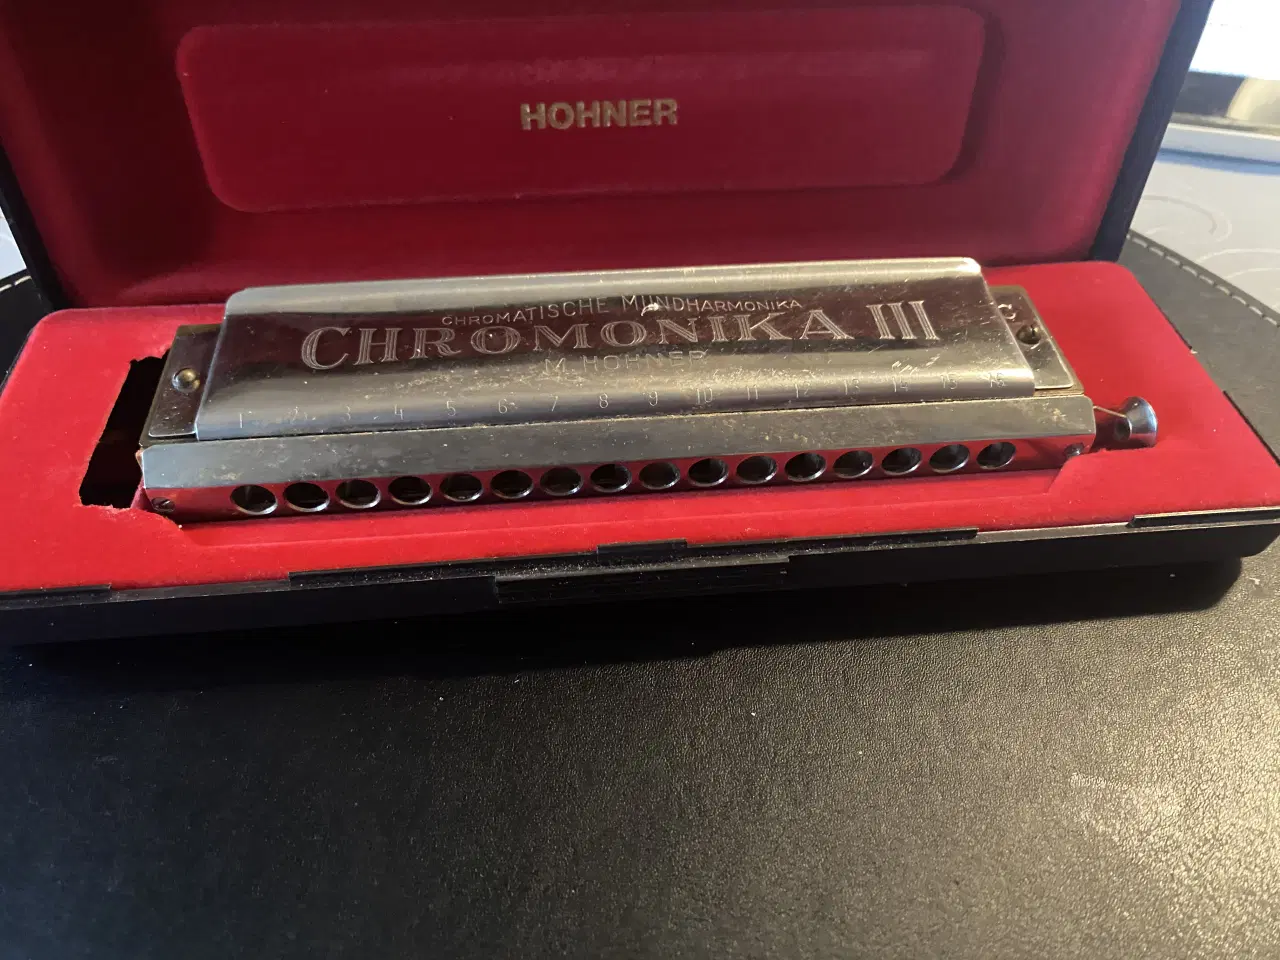 HOHNER
CHROMATISCHE MUNDHARMONIKA
CHROMONIKA III
M. HOHNER
C
1 2 3 4 5 6 7 8 9 10 11 12 13 14 15 16